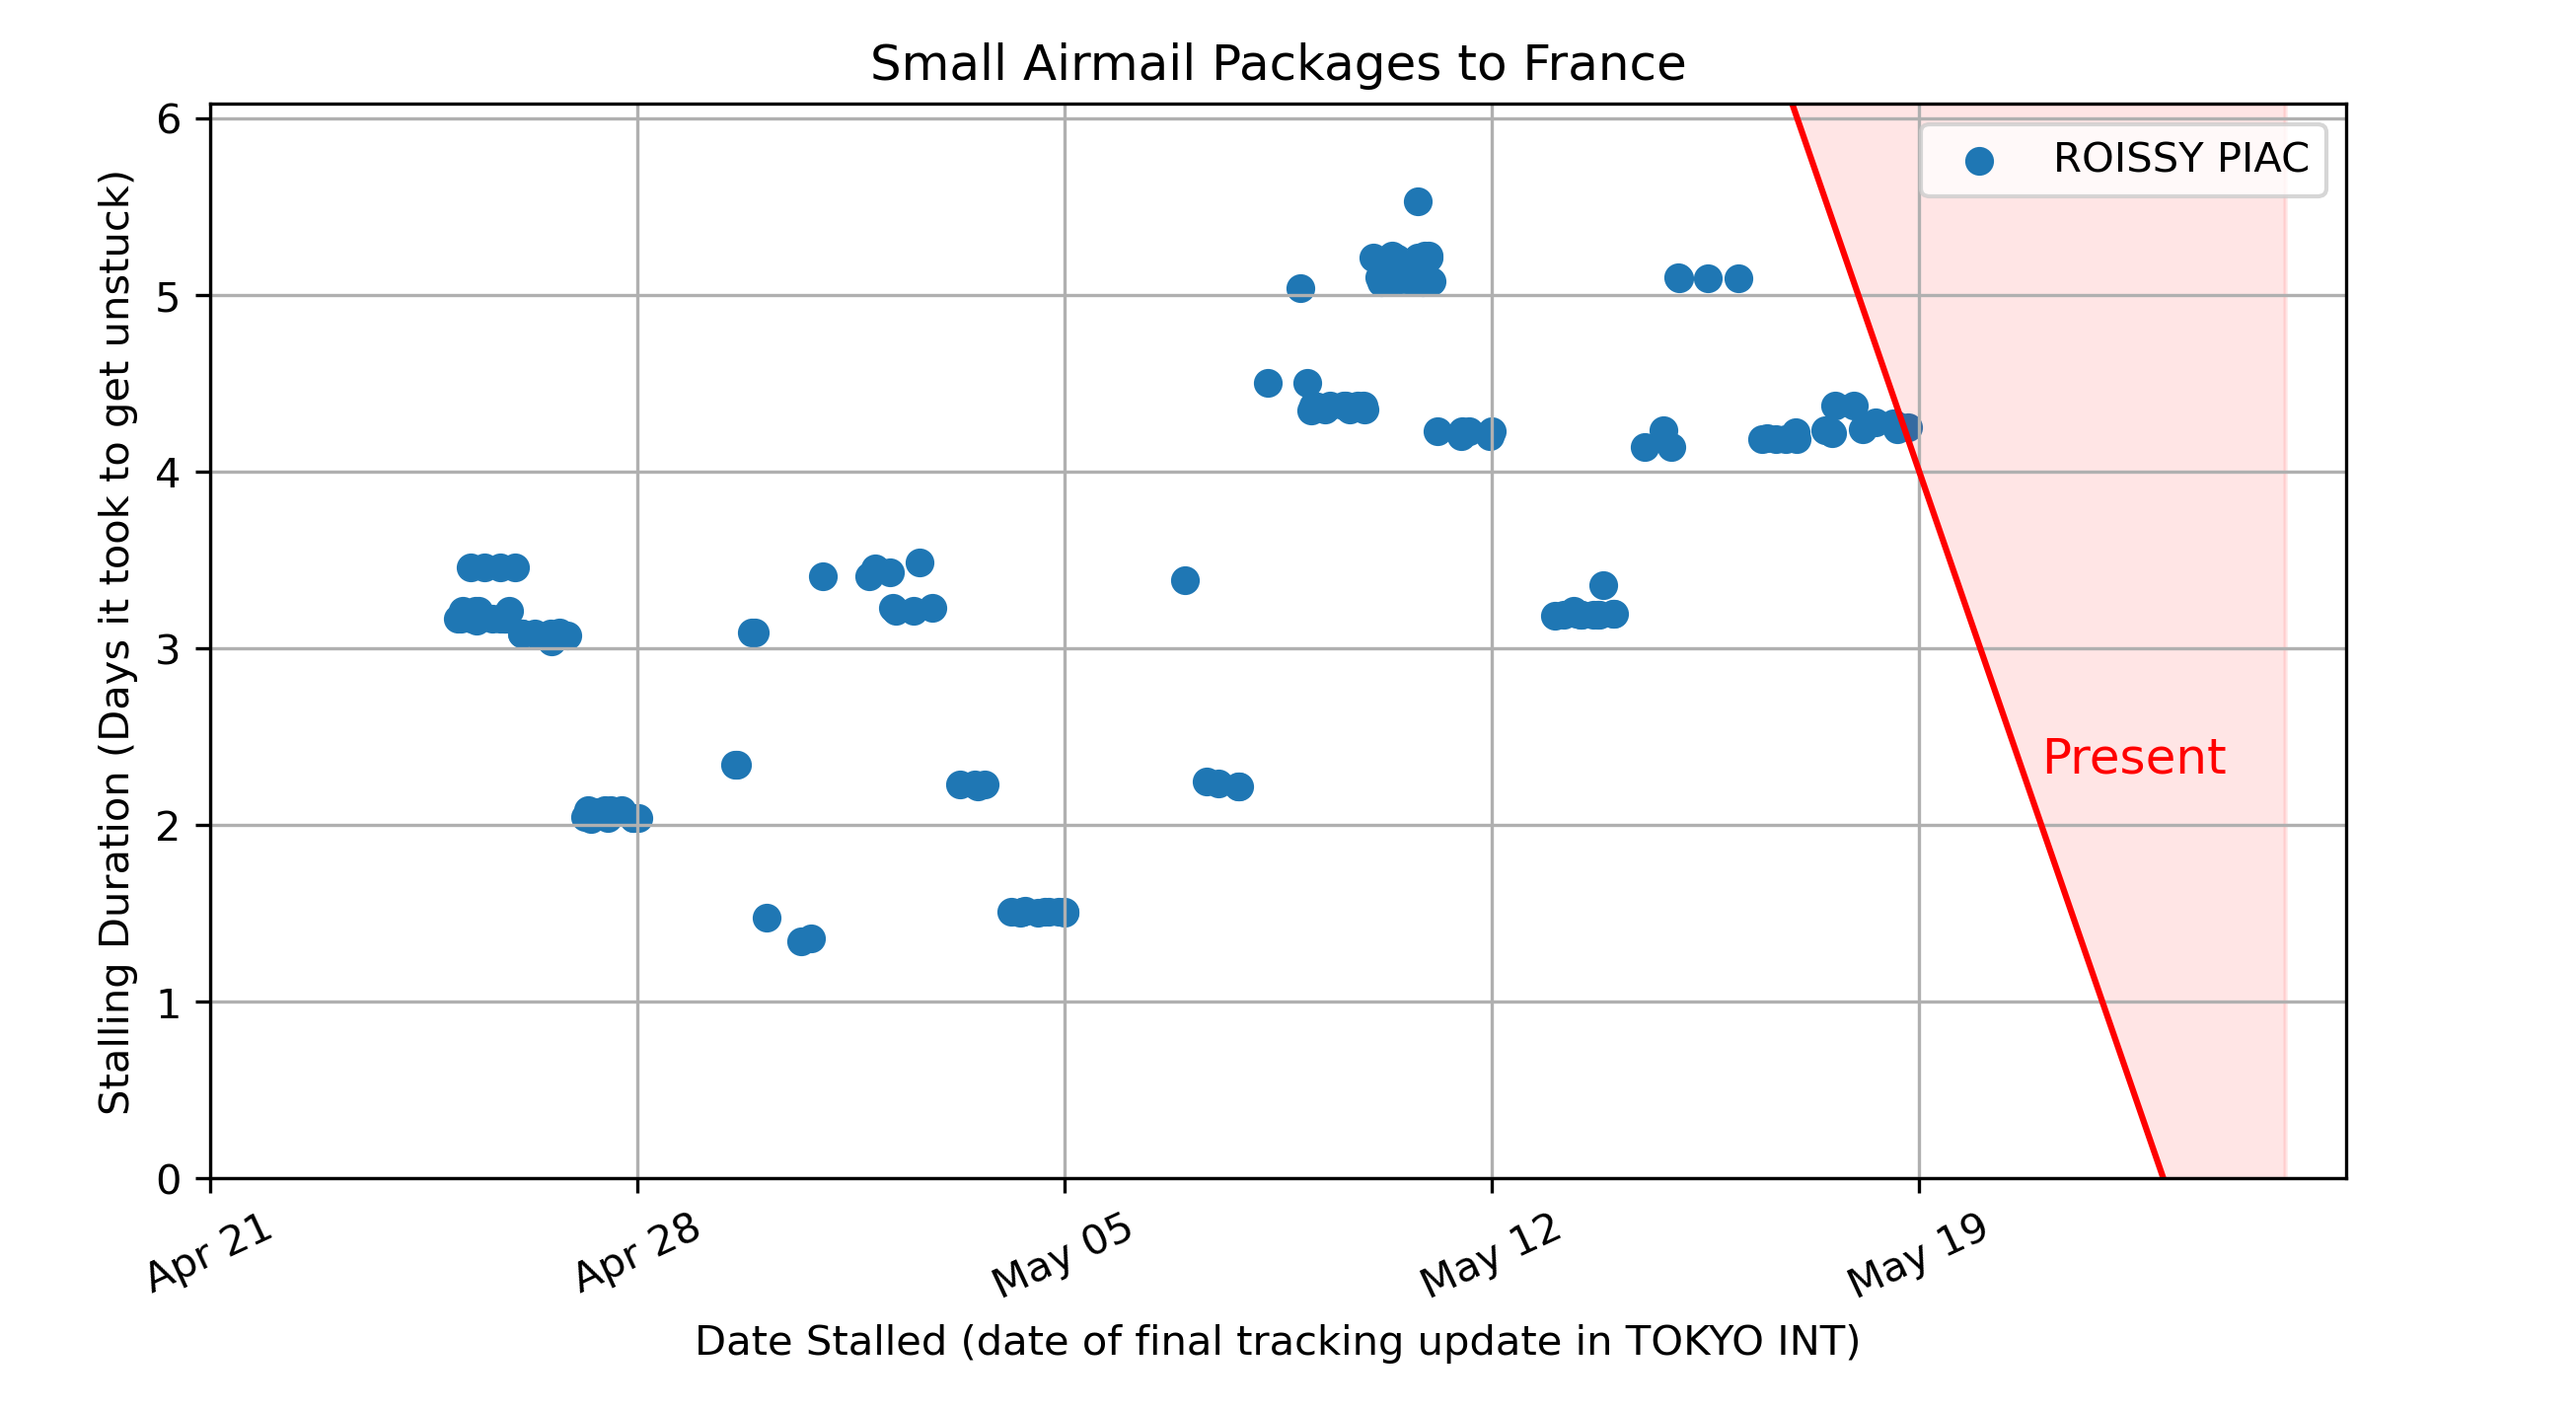 Small Airmail Packages to France
ROISSY PIAC
Present
Stalling Duration (Days it took to get unstuck)
6
5
4
3
2
1
0
Apr 21
Apr 28
May 05
May 12
May 19
Date Stalled (date of final tracking update in TOKYO INT)